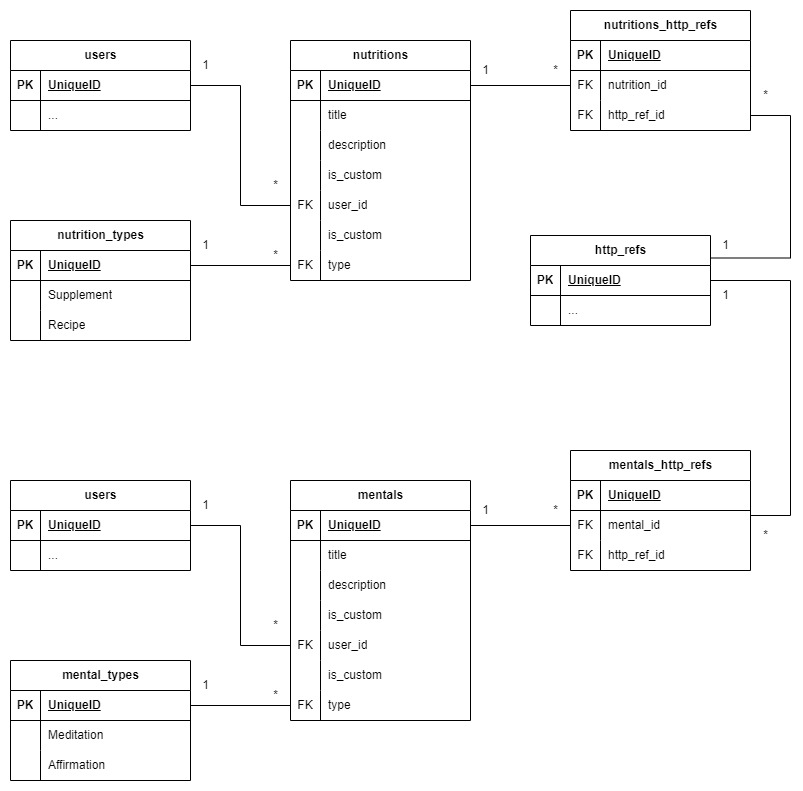 nutritions_http_refs
PK UniqueID
FK nutrition_id
FK http_ref_id
users
PK UniqueID
...
nutritions
PK UniqueID
title
description
is_custom
FK user_id
is_custom
FK type
1
*
1
*
*
nutrition_types
PK UniqueID
Supplement
Recipe
1
*
http_refs
PK UniqueID
...
1
1
users
PK UniqueID
...
mentals
PK UniqueID
title
description
is_custom
FK user_id
is_custom
FK type
mentals_http_refs
PK UniqueID
FK mental_id
FK http_ref_id
1
*
1
*
*
mental_types
PK UniqueID
Meditation
Affirmation
1
*